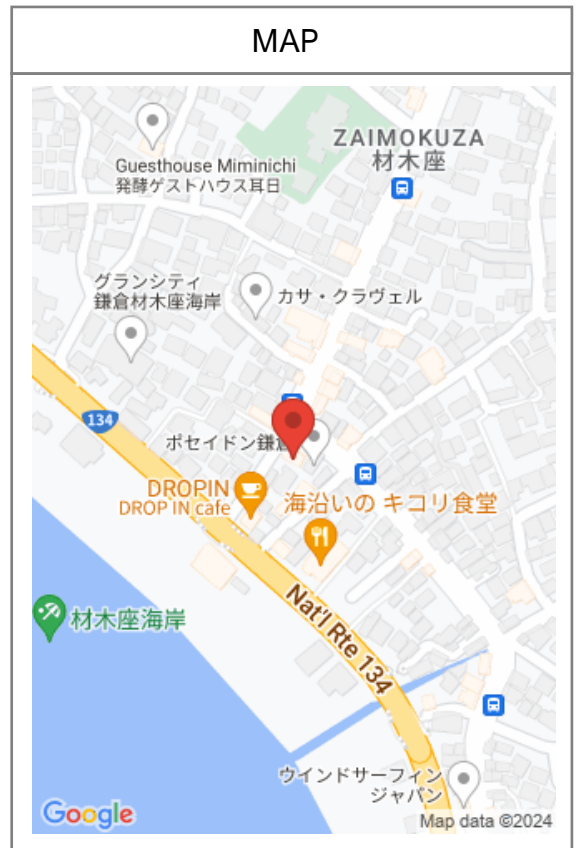 MAP
ZAIMOKUZA
材木座
Guesthouse Miminichi
発酵ゲストハウス耳日
グランシティ
鎌倉材木座海岸
カサ・クラヴェル
134
ポセイドン鎌倉
DROPIN
DROP IN cafe
海沿いの キコリ食堂
材木座海岸
Nat'l Rte 134
ウインドサーフィン
ジャパン
Google
Map data ©2024